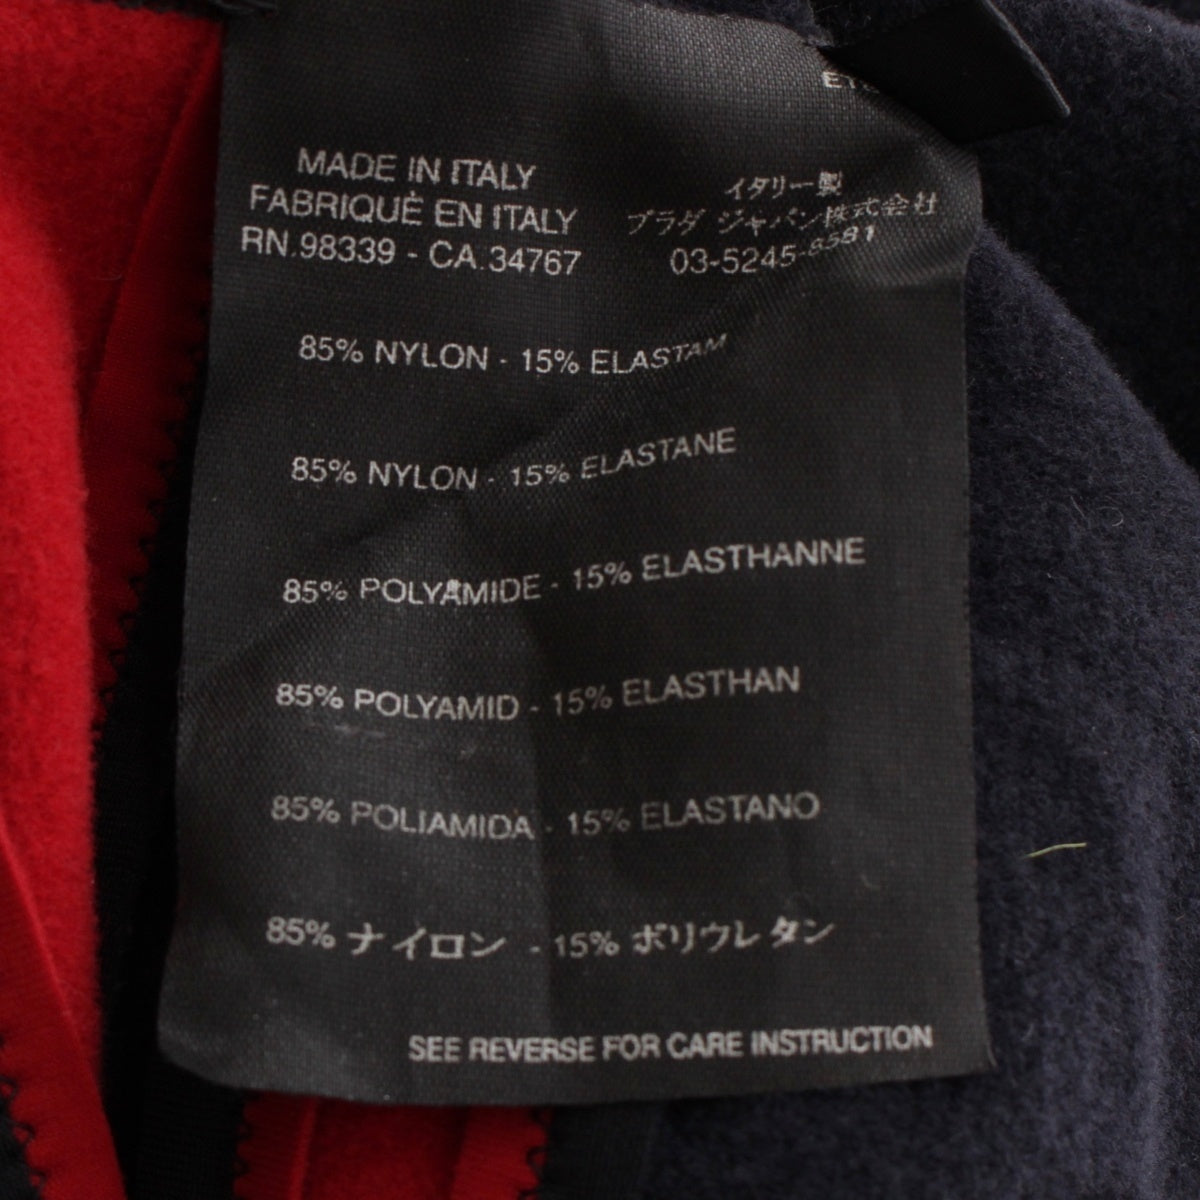 MADE IN ITALY
FABRIQUÈ EN ITALY
RN.98339 - CA.34767
イタリー製
プラダ ジャパン株式会社
03-5245-8581
85% NYLON - 15% ELASTAM
85% NYLON - 15% ELASTANE
85% POLYAMIDE - 15% ELASTHANNE
85% POLYAMID - 15% ELASTHAN
85% POLIAMIDA - 15% ELASTANO
85% ナイロン - 15% ポリウレタン
SEE REVERSE FOR CARE INSTRUCTION